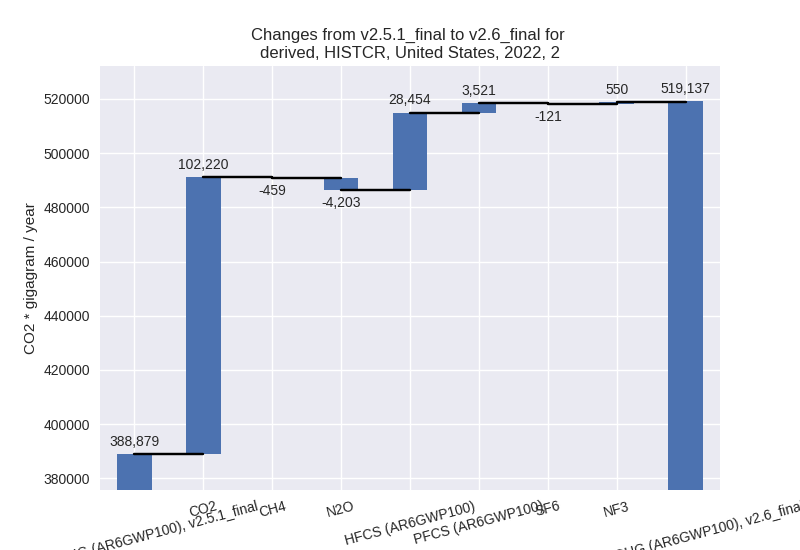 Changes from v2.5.1_final to v2.6_final for
derived, HISTCR, United States, 2022, 2
CO2 * gigagram / year
520000
500000
480000
460000
440000
420000
400000
380000
388,879
102,220
-459
-4,203
28,454
3,521
-121
550
519,137
(AR6GWP100), v2.5.1_final
CO2
CH4
N2O
HFCS (AR6GWP100)
PFCS (AR6GWP100)
SF6
NF3
(AR6GWP100), v2.6_final